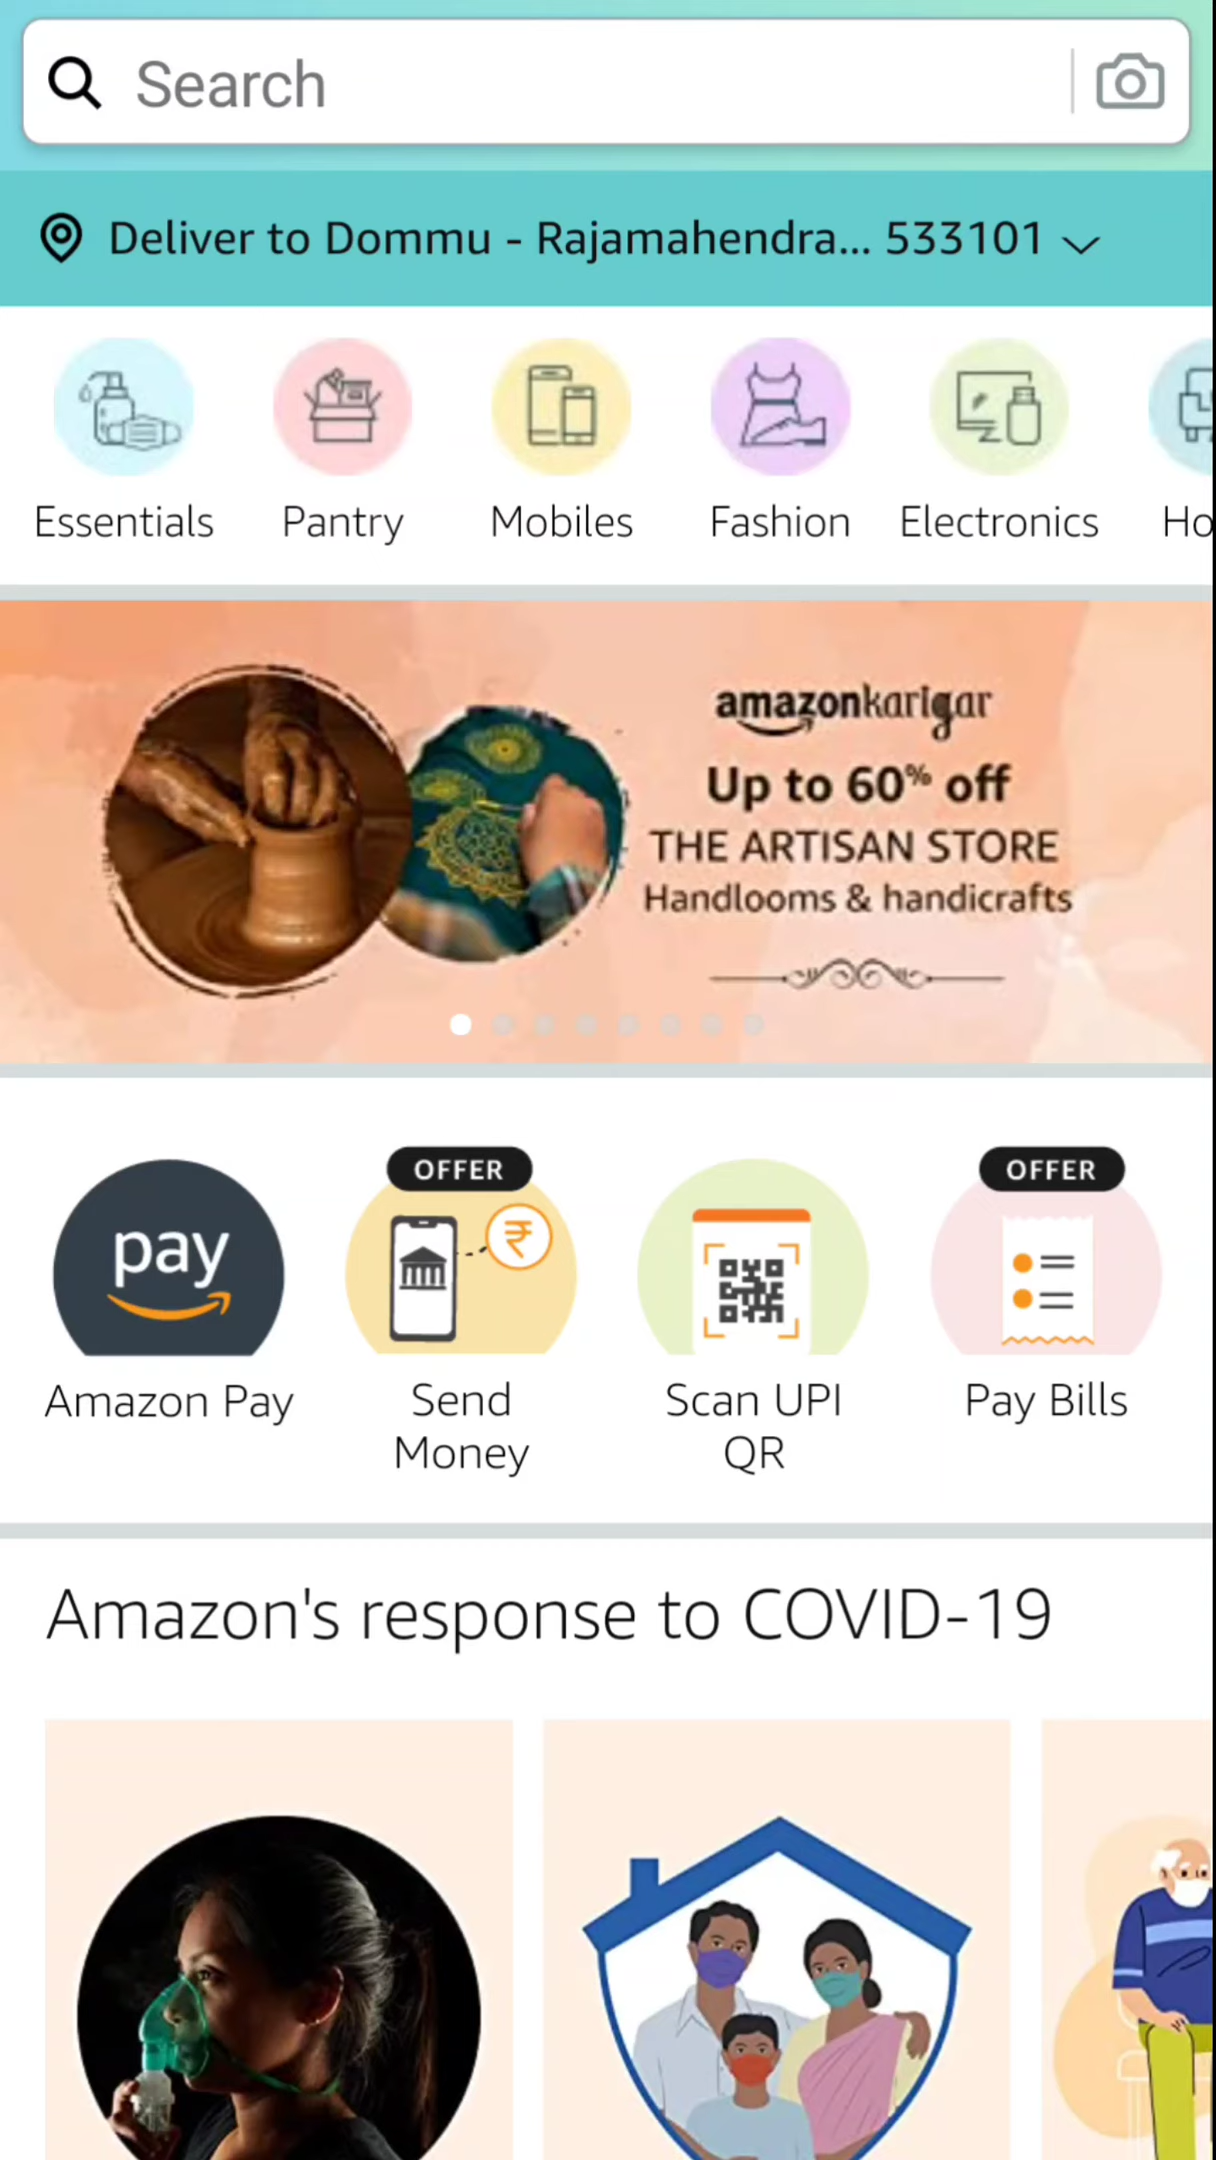 Search
Deliver to Dommu - Rajamahendra... 533101
Essentials
Pantry
Mobiles
Fashion
Electronics
Ho
amazonkarigar
Up to 60% off
THE ARTISAN STORE
Handlooms & handicrafts
OFFER
OFFER
pay
Amazon Pay
Send
Money
Scan UPI
QR
Pay Bills
Amazon's response to COVID-19